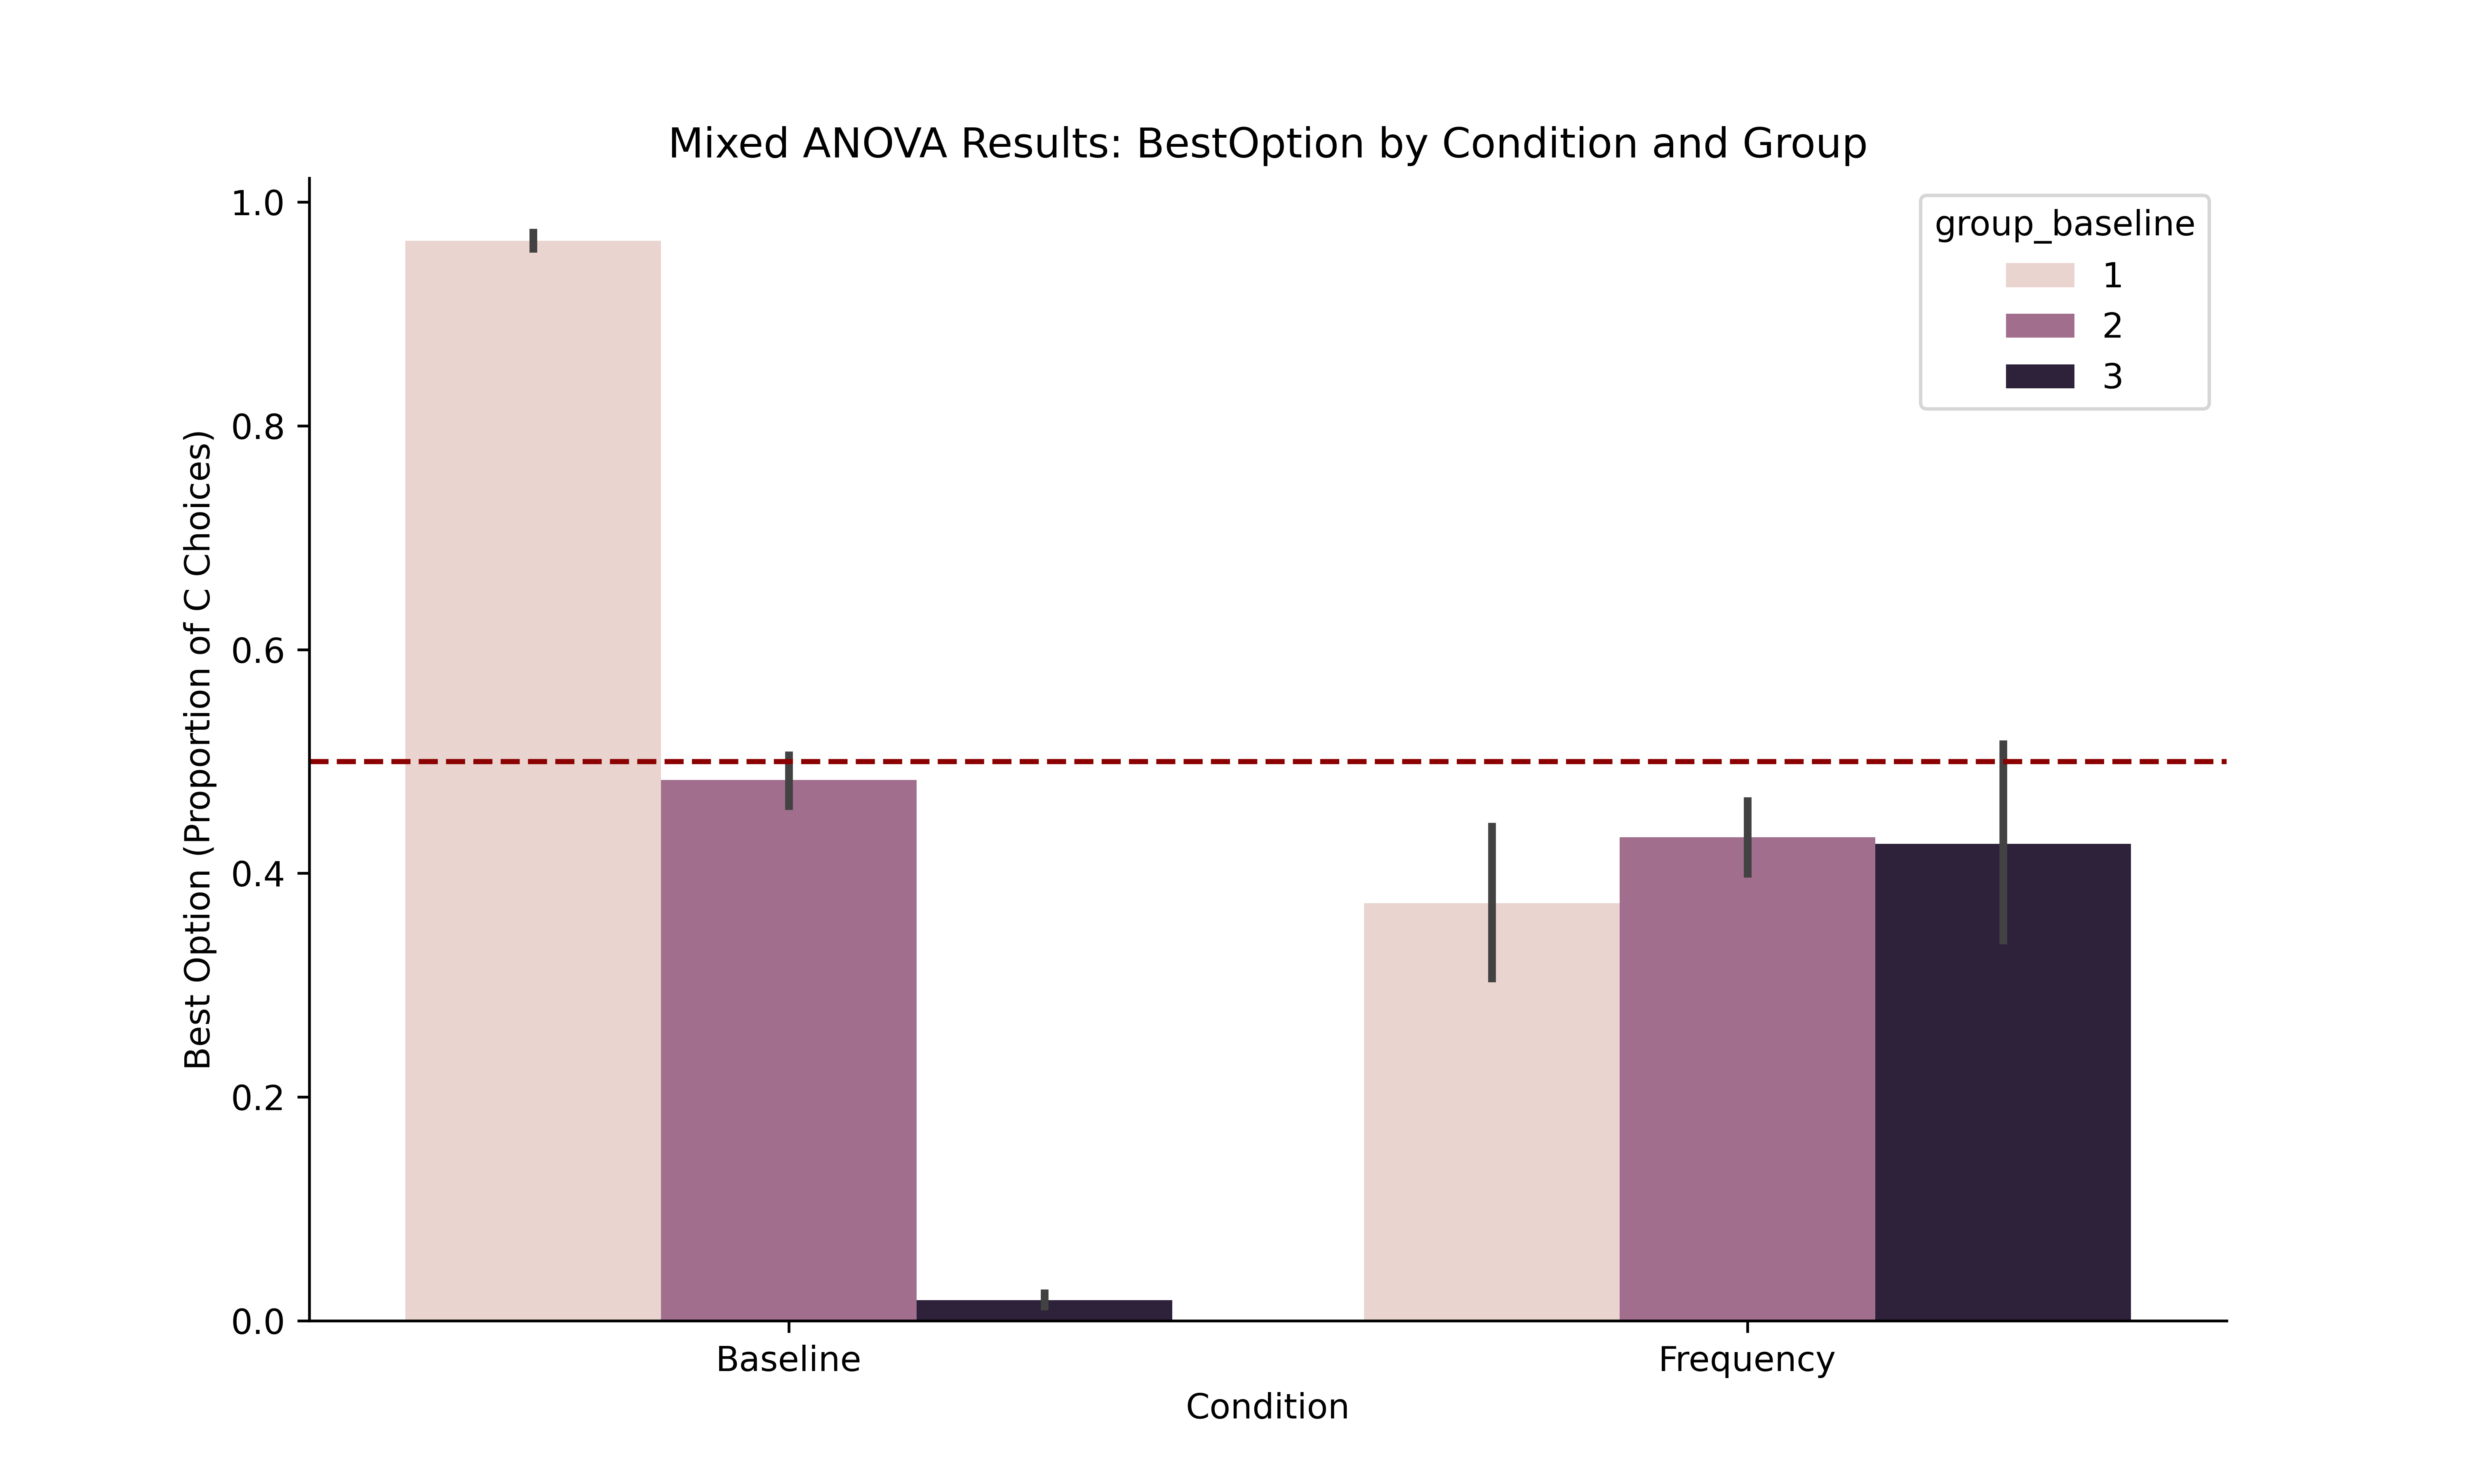 Mixed ANOVA Results: BestOption by Condition and Group
group_baseline
1
2
3
Best Option (Proportion of C Choices)
1.0
0.8
0.6
0.4
0.2
0.0
Baseline
Frequency
Condition